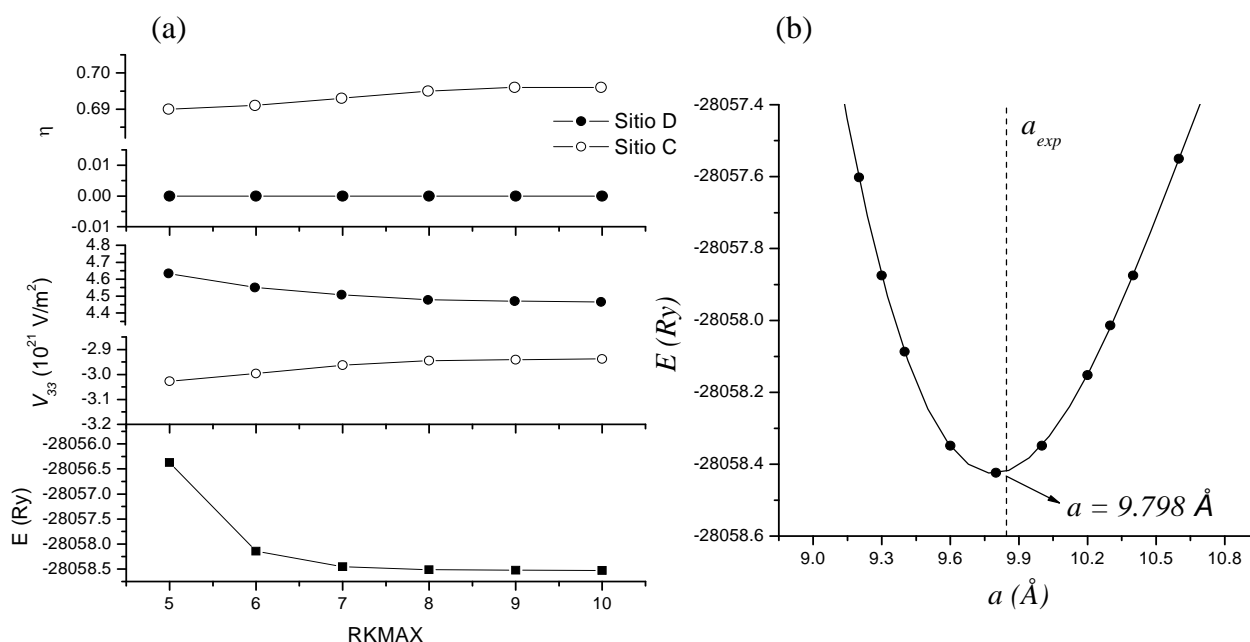 (a)
(b)
0.70
0.69
η
Sitio D
Sitio C
0.01
0.00
-0.01
4.8
4.6
4.5
4.4
V33 (10^21 V/m^2)
-2.9
-3.0
-3.2
-28056.0
-28056.5
-28057.0
-28057.5
-28058.0
-28058.5
E (Ry)
5 6 7 8 9 10
RKMAX
-28057.4
-28057.6
-28057.8
-28058.0
-28058.2
-28058.4
-28058.6
E (Ry)
a_exp
a = 9.798 Å
9.0 9.3 9.6 9.9 10.2 10.5 10.8
a (Å)